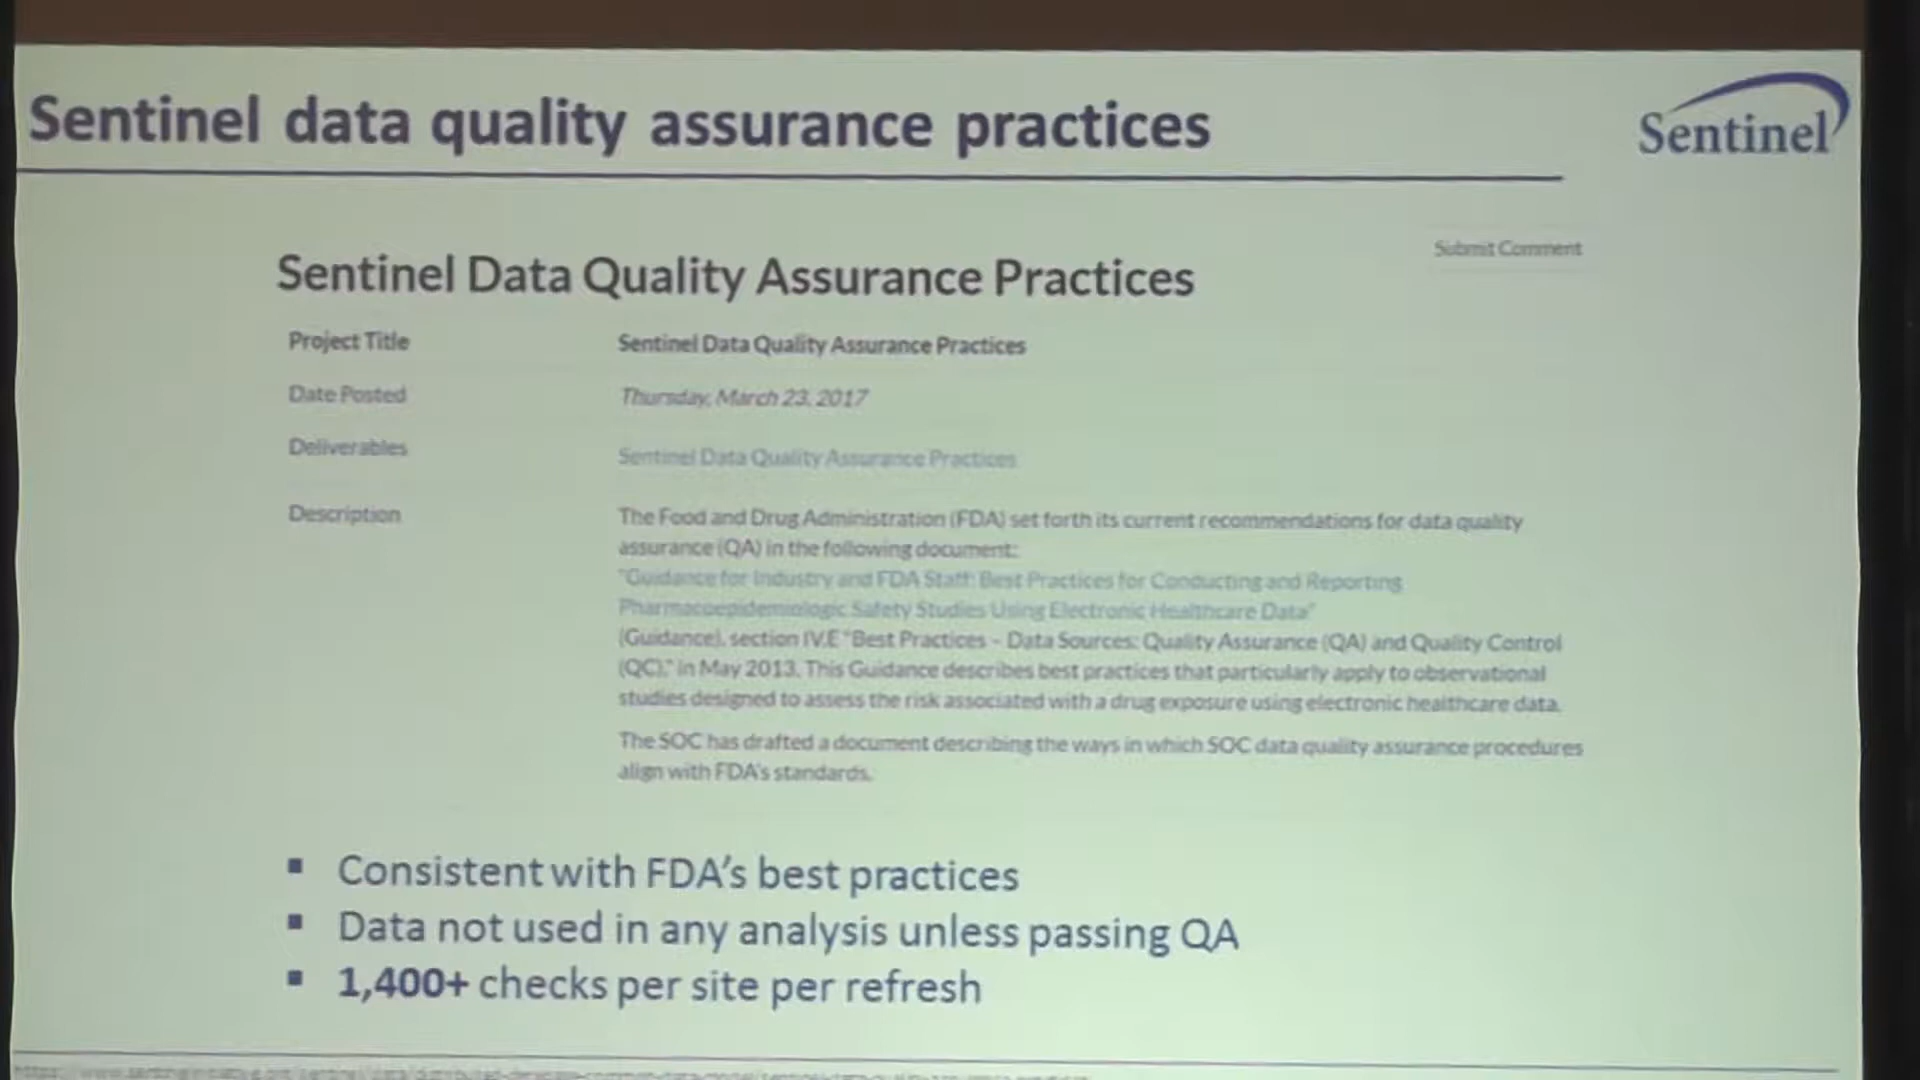 Sentinel data quality assurance practices
Sentinel
Submit Comment
Sentinel Data Quality Assurance Practices
Project Title
Sentinel Data Quality Assurance Practices
Date Posted
Thursday, March 23, 2017
Deliverables
Sentinel Data Quality Assurance Practices
Description
The Food and Drug Administration (FDA) set forth its current recommendations for data quality
assurance (QA) in the following document:
"Guidance for Industry and FDA Staff: Best Practices for Conducting and Reporting
Pharmacoepidemiologic Safety Studies Using Electronic Healthcare Data"
(Guidance), section IV.E "Best Practices – Data Sources: Quality Assurance (QA) and Quality Control
(QC)," in May 2013. This Guidance describes best practices that particularly apply to observational
studies designed to assess the risk associated with a drug exposure using electronic healthcare data.
The SOC has drafted a document describing the ways in which SOC data quality assurance procedures
align with FDA's standards.
▪ Consistent with FDA's best practices
▪ Data not used in any analysis unless passing QA
▪ 1,400+ checks per site per refresh